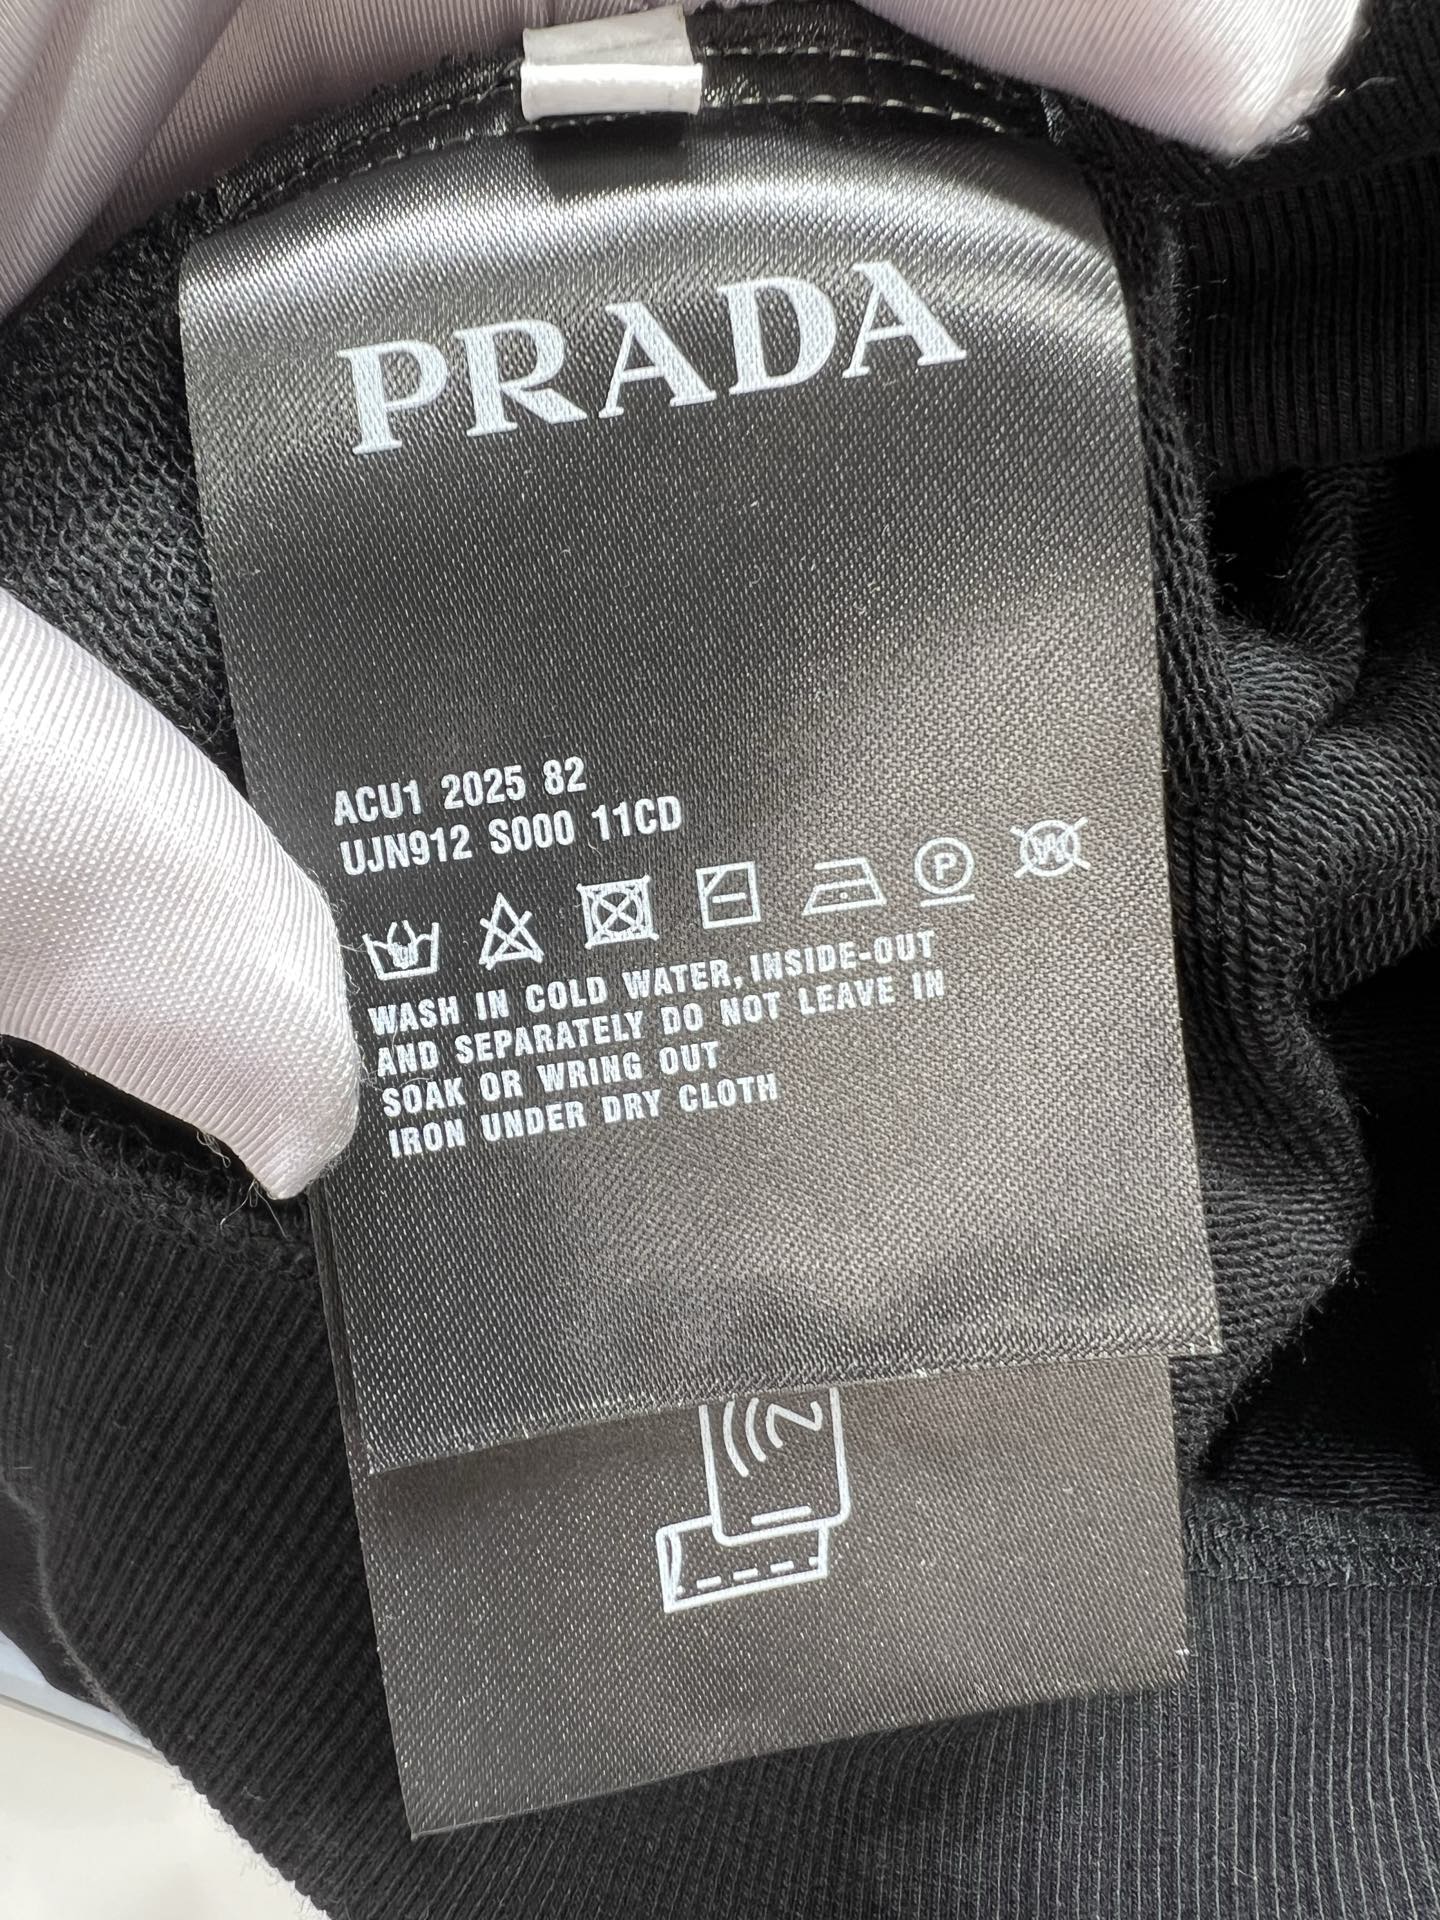 PRADA
ACU1 2025 82
UJN912 S000 11CD
P W
WASH IN COLD WATER, INSIDE-OUT
AND SEPARATELY DO NOT LEAVE IN
SOAK OR WRING OUT
IRON UNDER DRY CLOTH